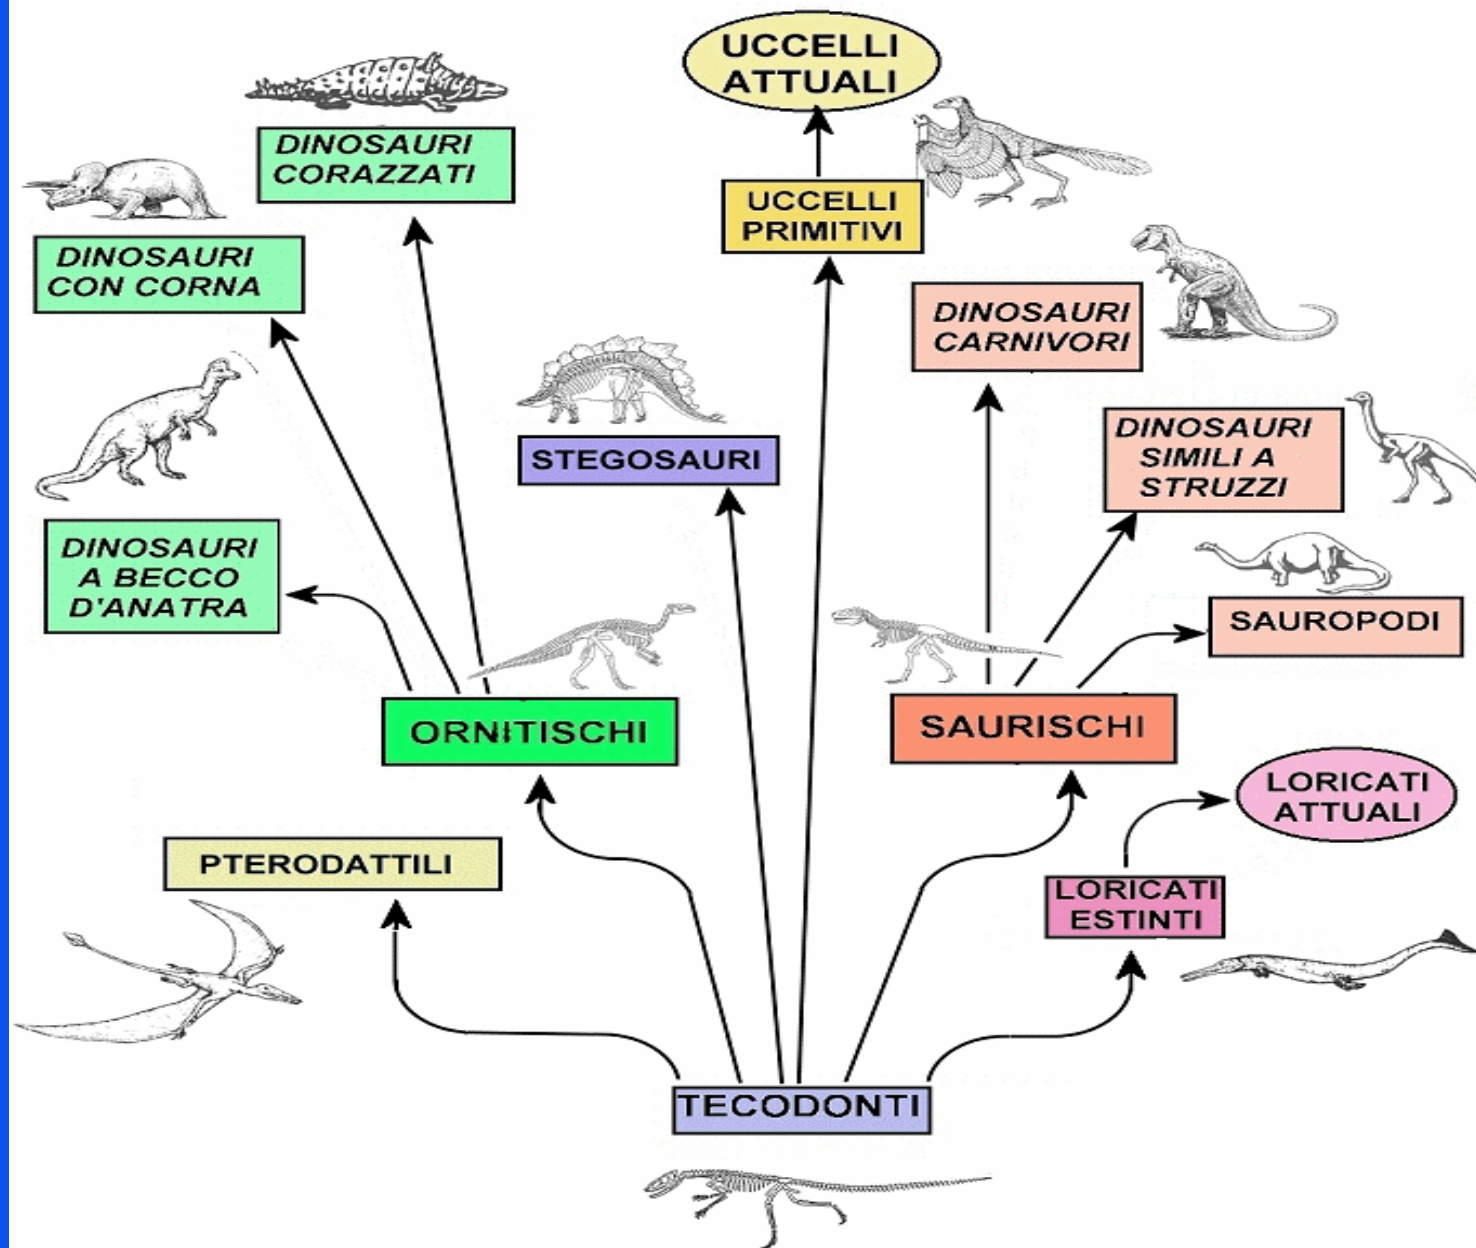 UCCELLI
ATTUALI
DINOSAURI
CORAZZATI
UCCELLI
PRIMITIVI
DINOSAURI
CON CORNA
DINOSAURI
CARNIVORI
DINOSAURI
SIMILI A
STRUZZI
STEGOSAURI
DINOSAURI
A BECCO
D'ANATRA
SAUROPODI
ORNITISCHI
SAURISCHI
LORICATI
ATTUALI
PTERODATTILI
LORICATI
ESTINTI
TECODONTI